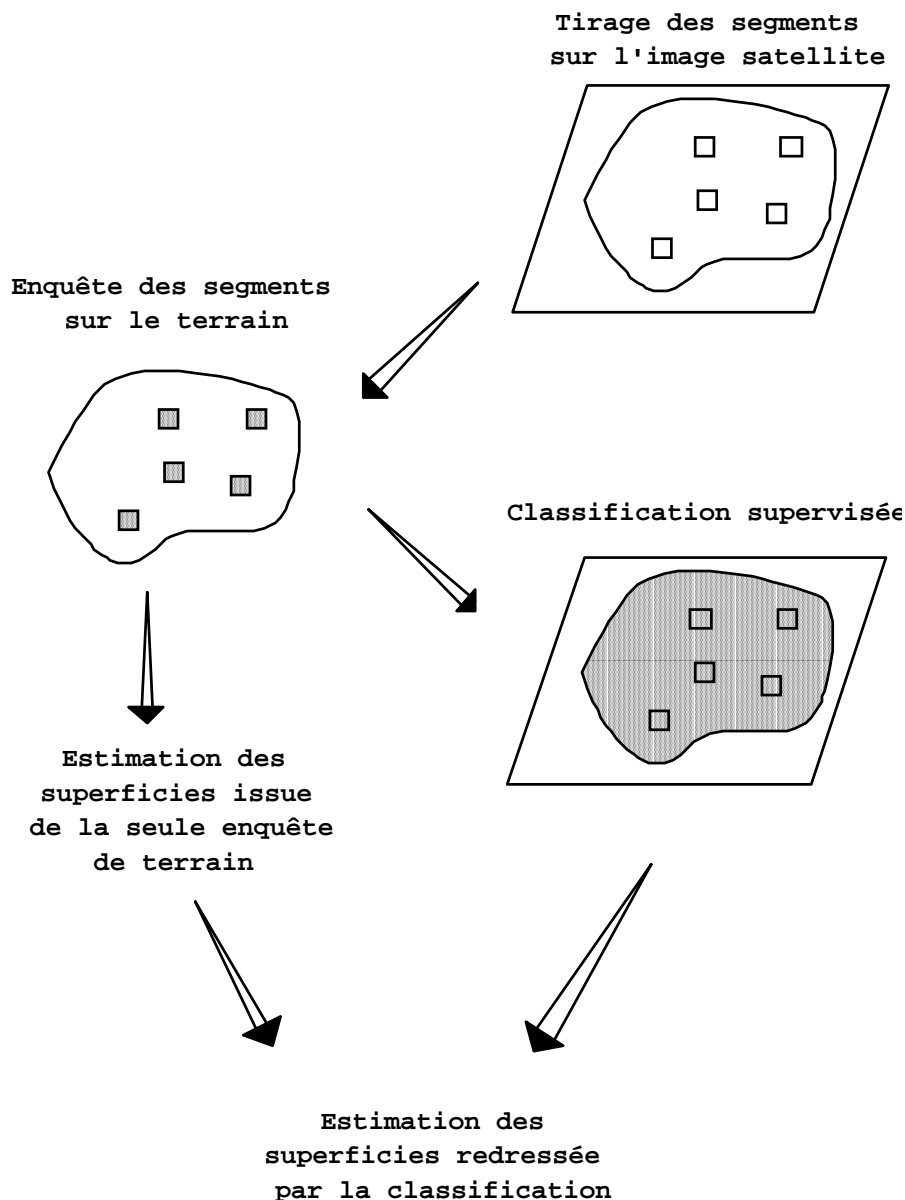 Tirage des segments
sur l'image satellite
Enquête des segments
sur le terrain
Classification supervisée
Estimation des
superficies issue
de la seule enquête
de terrain
Estimation des
superficies redressée
par la classification